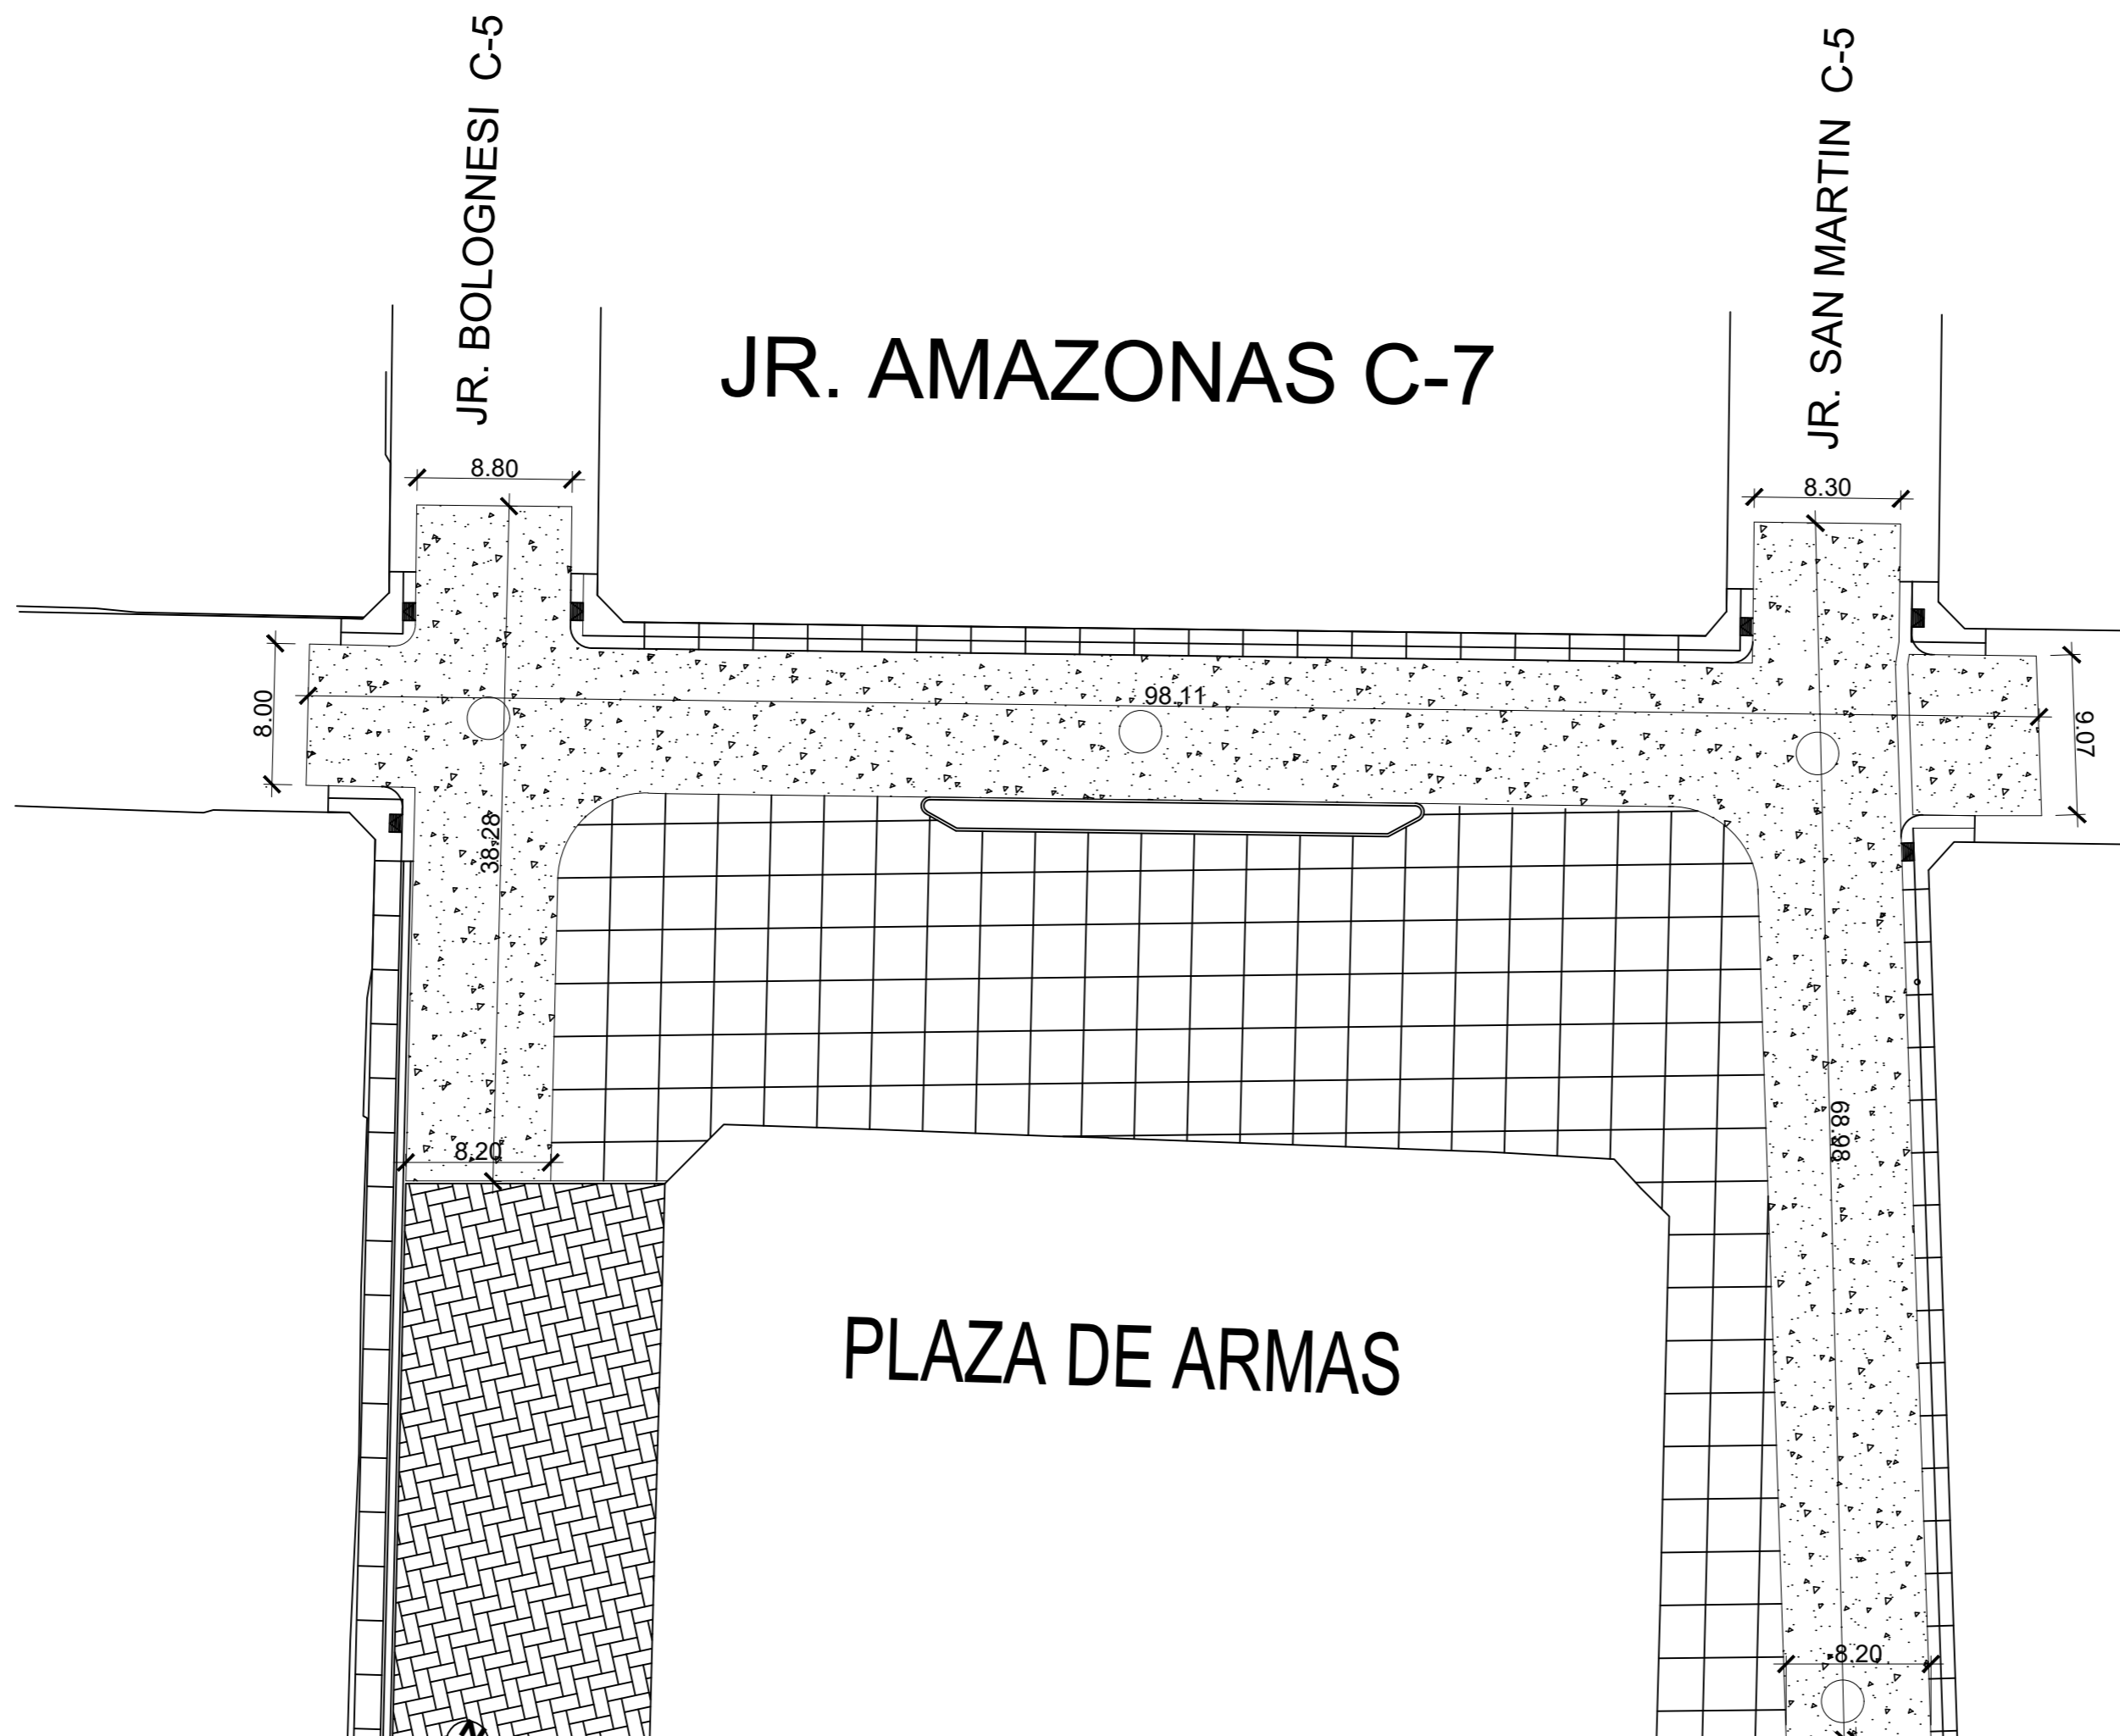 JR. BOLOGNESI C-5
JR. SAN MARTIN C-5
JR. AMAZONAS C-7
8.80
8.30
98.11
8.00
9.07
38.28
68.98
8.20
PLAZA DE ARMAS
8.20